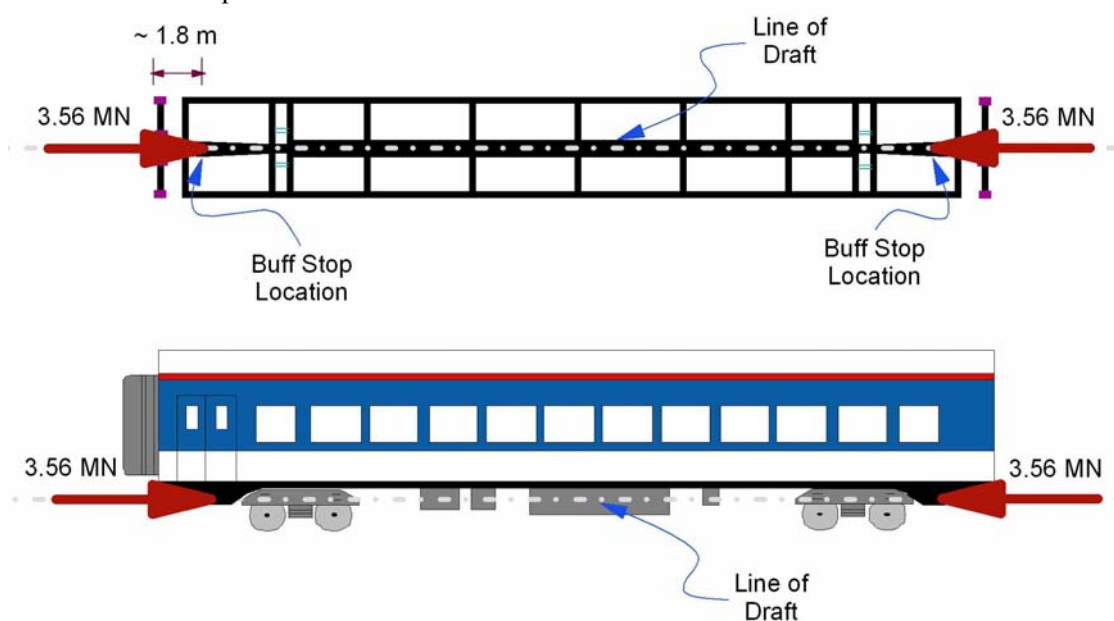 ~ 1.8 m
Line of
Draft
3.56 MN
3.56 MN
Buff Stop
Location
Buff Stop
Location
3.56 MN
3.56 MN
Line of
Draft